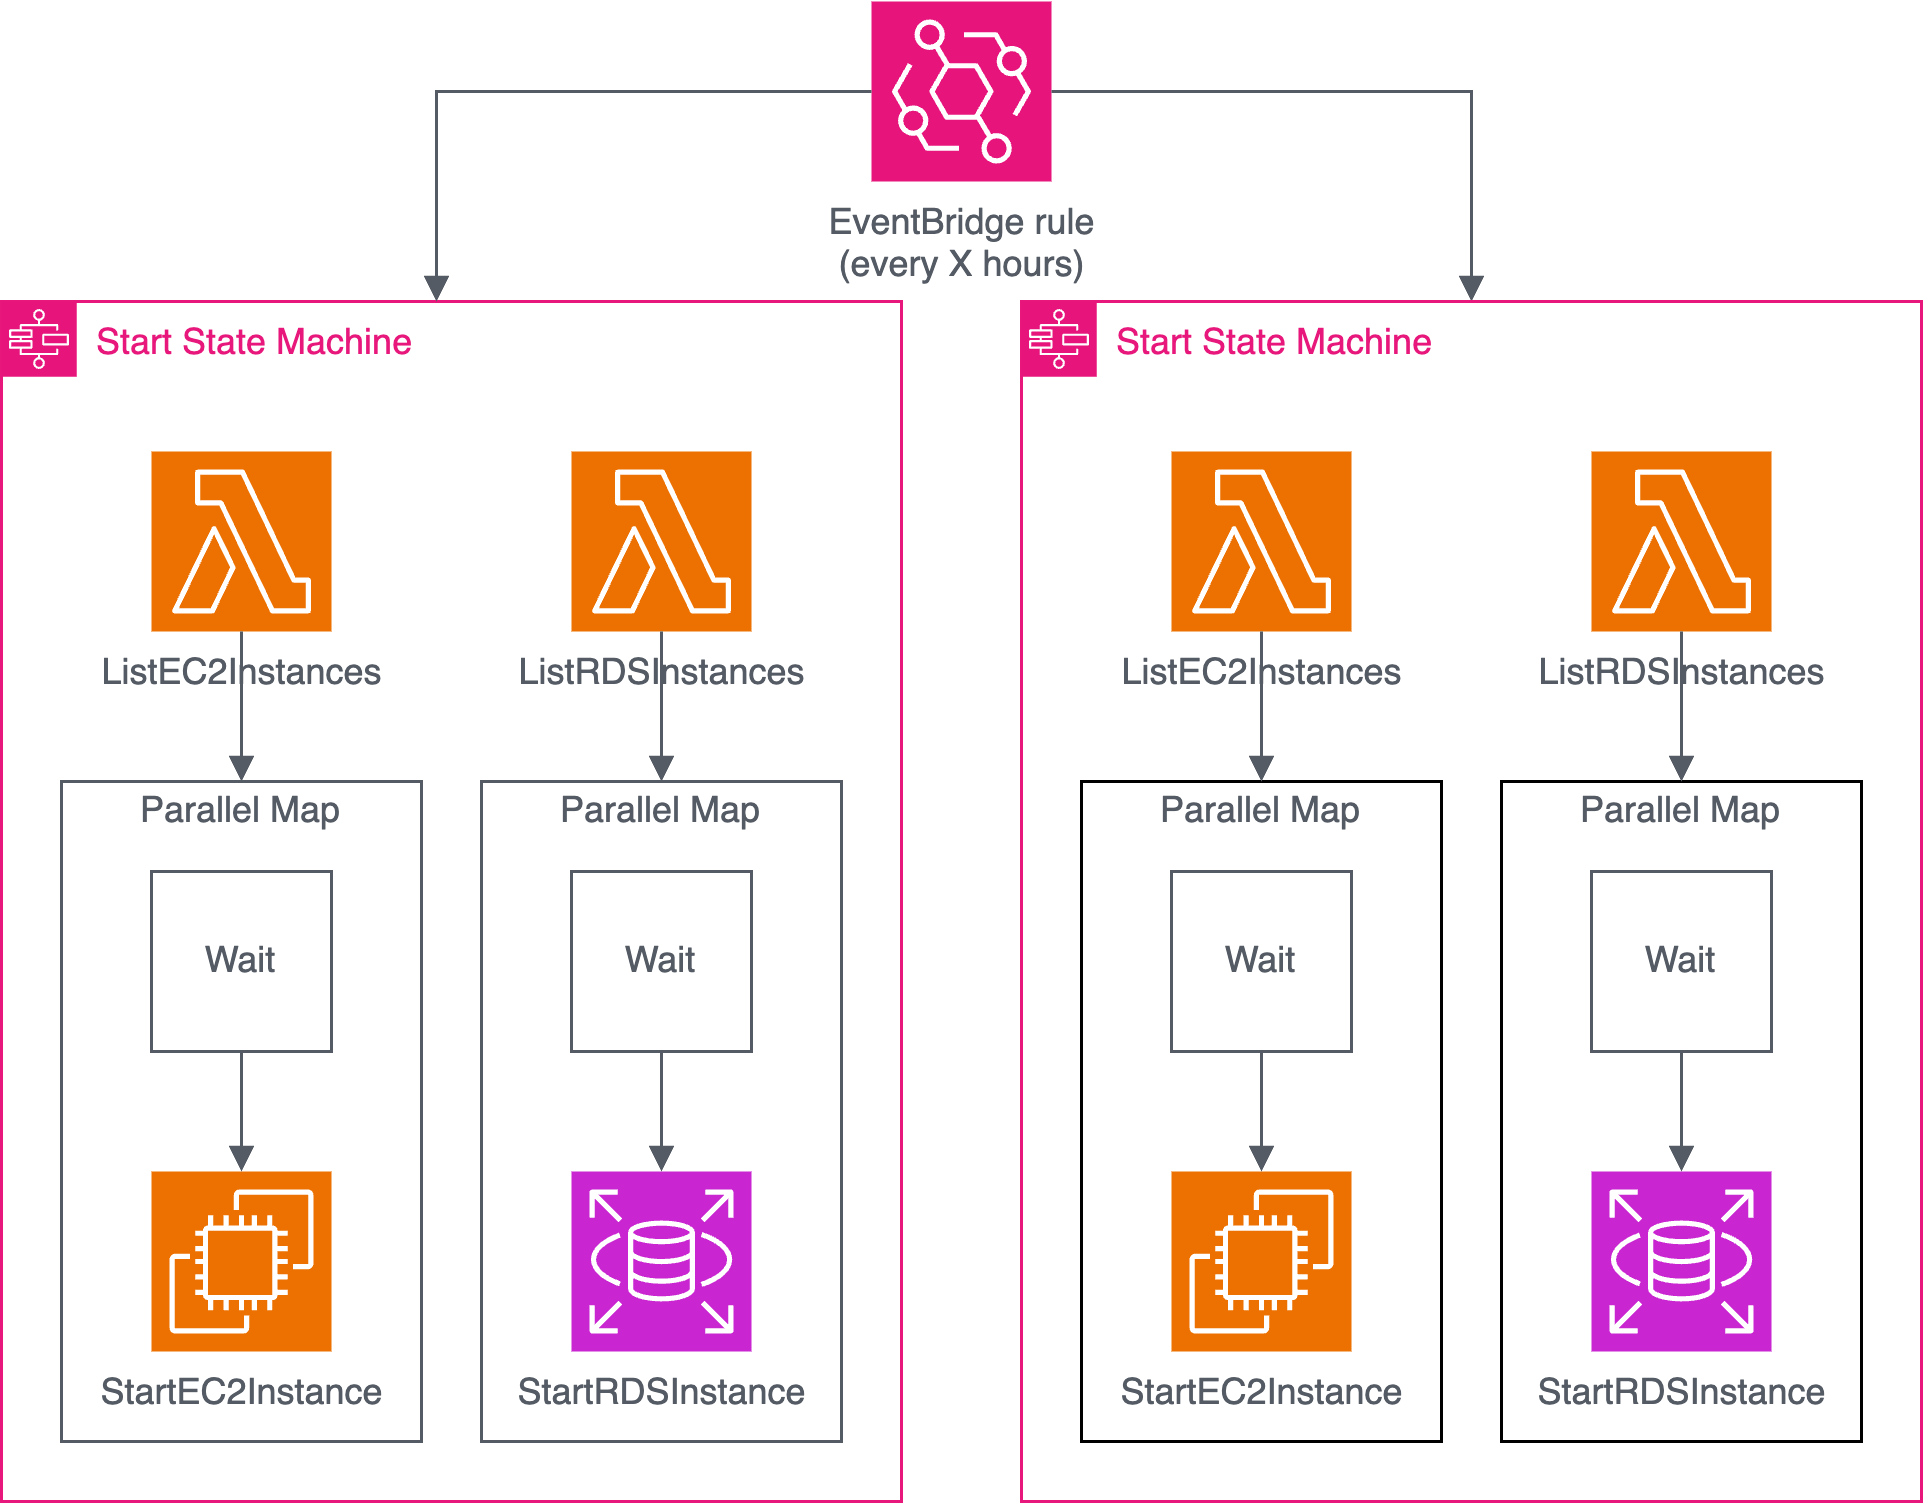 EventBridge rule
(every X hours)
Start State Machine
ListEC2Instances
ListRDSInstances
Parallel Map
Parallel Map
Wait
Wait
StartEC2Instance
StartRDSInstance
Start State Machine
ListEC2Instances
ListRDSInstances
Parallel Map
Parallel Map
Wait
Wait
StartEC2Instance
StartRDSInstance